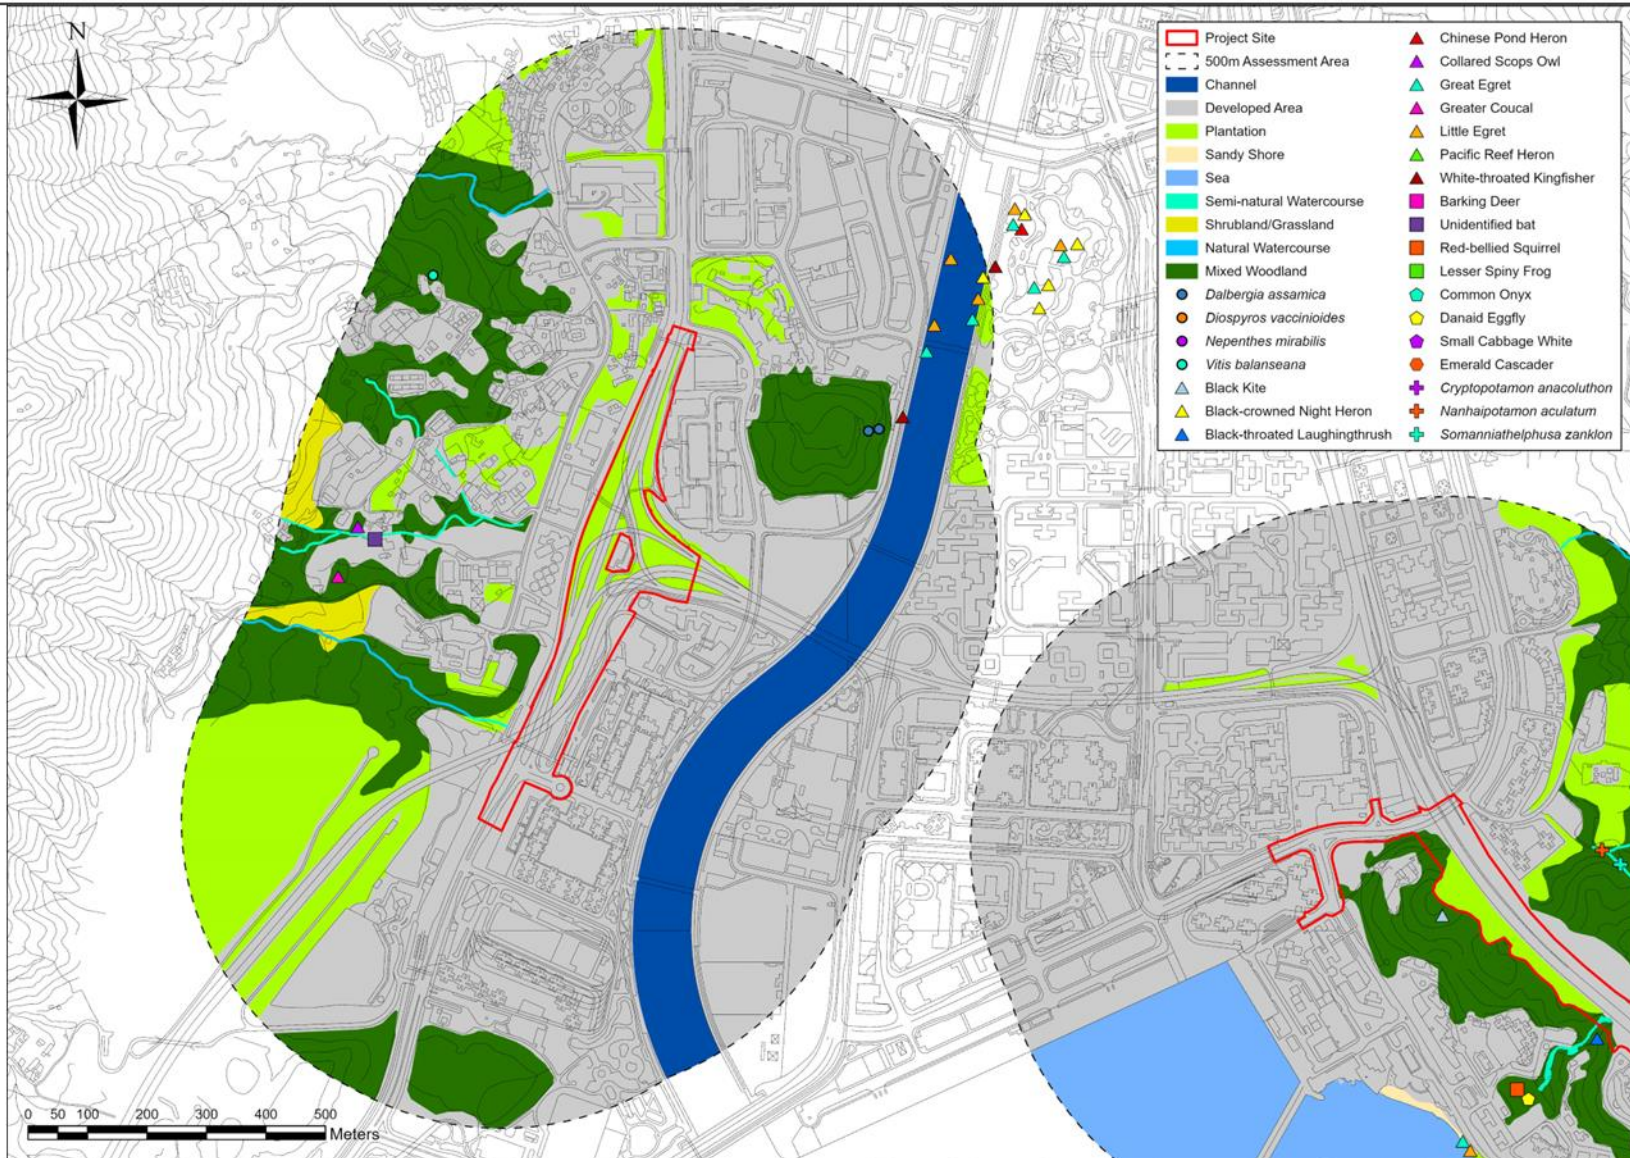 N
Project Site
500m Assessment Area
Channel
Developed Area
Plantation
Sandy Shore
Sea
Semi-natural Watercourse
Shrubland/Grassland
Natural Watercourse
Mixed Woodland
Dalbergia assamica
Diospyros vaccinioides
Nepenthes mirabilis
Vitis balanseana
Black Kite
Black-crowned Night Heron
Black-throated Laughingthrush
Chinese Pond Heron
Collared Scops Owl
Great Egret
Greater Coucal
Little Egret
Pacific Reef Heron
White-throated Kingfisher
Barking Deer
Unidentified bat
Red-bellied Squirrel
Lesser Spiny Frog
Common Onyx
Danaid Eggfly
Small Cabbage White
Emerald Cascader
Cryptopotamon anacoluthon
Nanhaipotamon aculatum
Somanniathelphusa zanklon
0 50 100 200 300 400 500
Meters